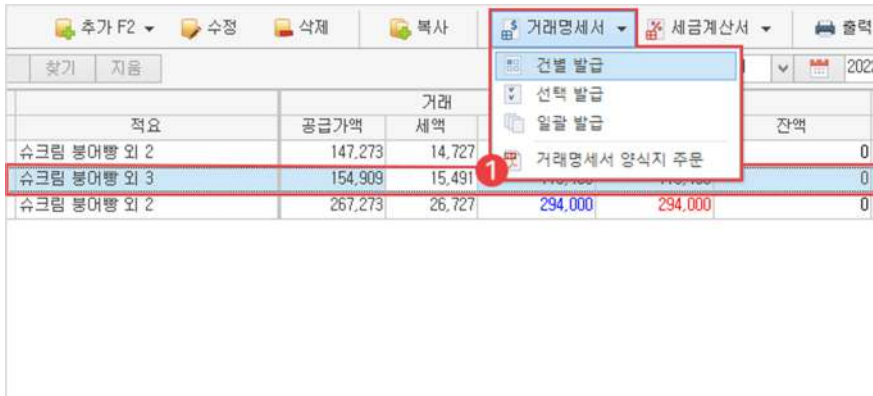 추가 F2 수정 삭제 복사 거래명세서 세금계산서 출력
찾기 지움 건별 발급 202
선택 발급
일괄 발급
거래명세서 양식지 주문
거래
적요 공급가액 세액 잔액
슈크림 붕어빵 외 2 147,273 14,727 0
1
슈크림 붕어빵 외 3 154,909 15,491 0
슈크림 붕어빵 외 2 267,273 26,727 294,000 294,000 0